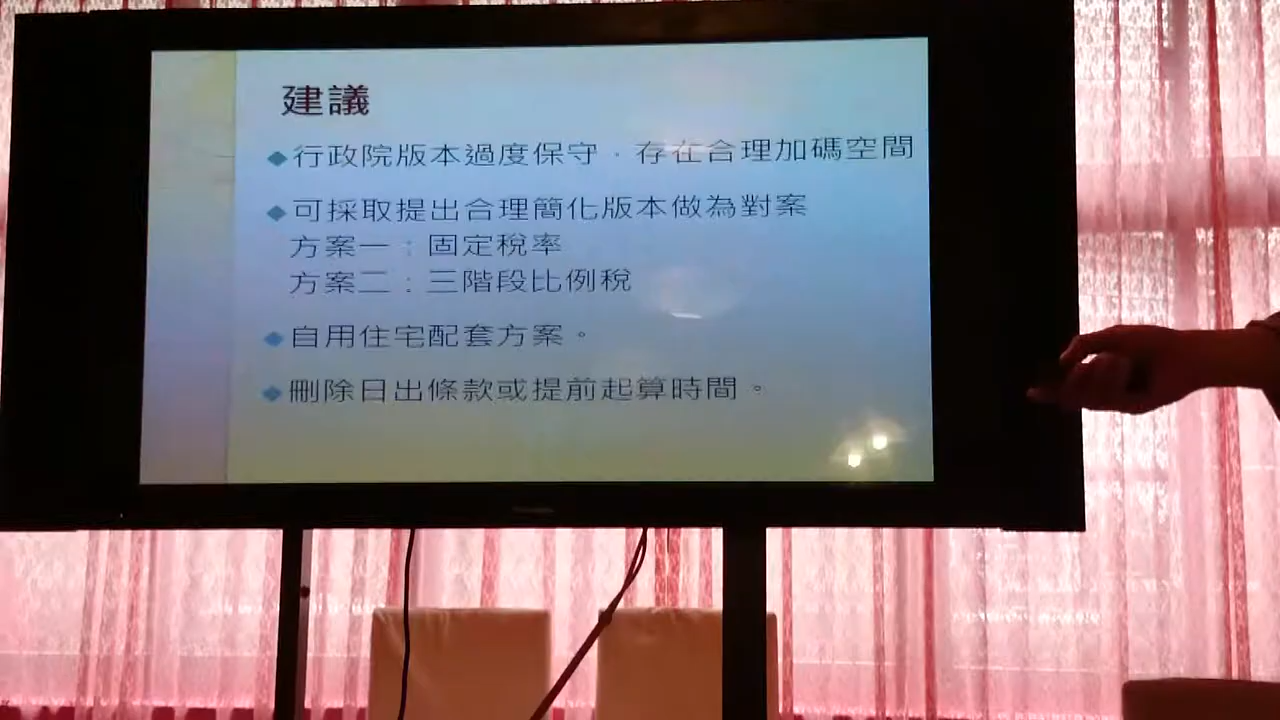 建議
◆行政院版本過度保守，存在合理加碼空間
◆可採取提出合理簡化版本做為對案
方案一：固定稅率
方案二：三階段比例稅
◆自用住宅配套方案。
◆刪除日出條款或提前起算時間。